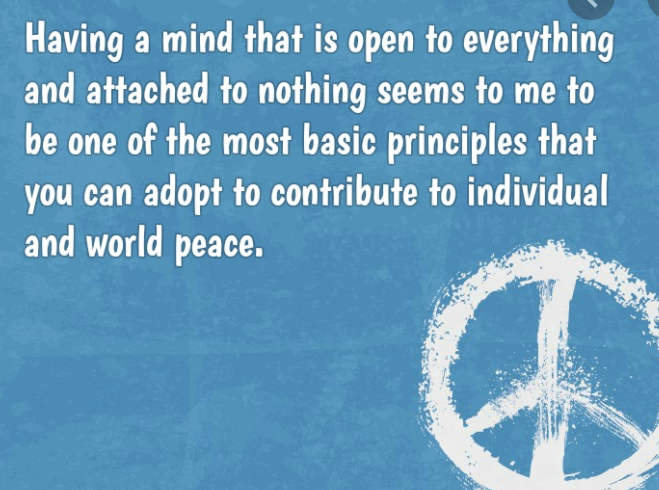 Having a mind that is open to everything
and attached to nothing seems to me to
be one of the most basic principles that
you can adopt to contribute to individual
and world peace.